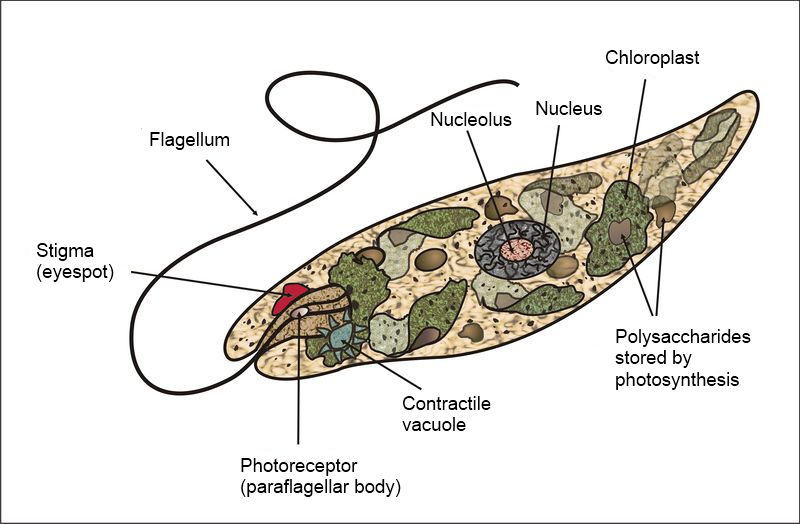 Chloroplast
Nucleus
Nucleolus
Flagellum
Stigma
(eyespot)
Polysaccharides
stored by
photosynthesis
Contractile
vacuole
Photoreceptor
(paraflagellar body)